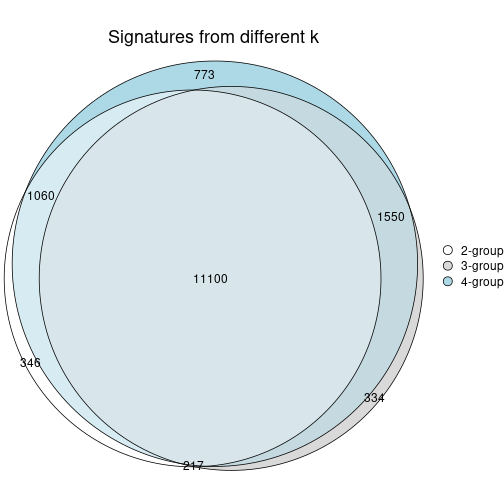 Signatures from different k
773
1060
1550
2-group
3-group
4-group
11100
346
334
217